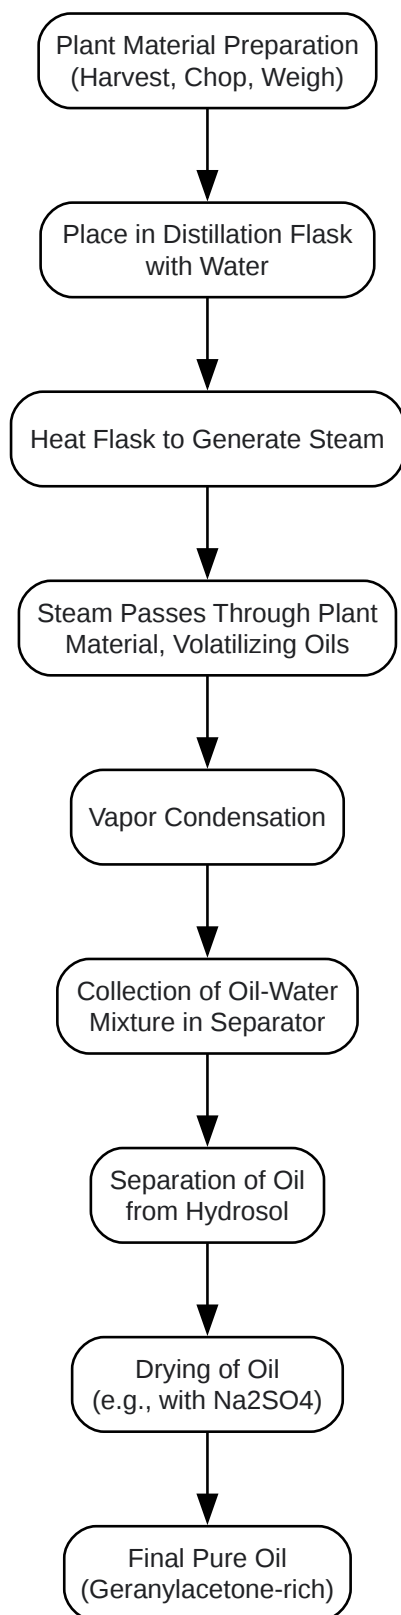 Plant Material Preparation
(Harvest, Chop, Weigh)
Place in Distillation Flask
with Water
Heat Flask to Generate Steam
Steam Passes Through Plant
Material, Volatilizing Oils
Vapor Condensation
Collection of Oil-Water
Mixture in Separator
Separation of Oil
from Hydrosol
Drying of Oil
(e.g., with Na2SO4)
Final Pure Oil
(Geranylacetone-rich)